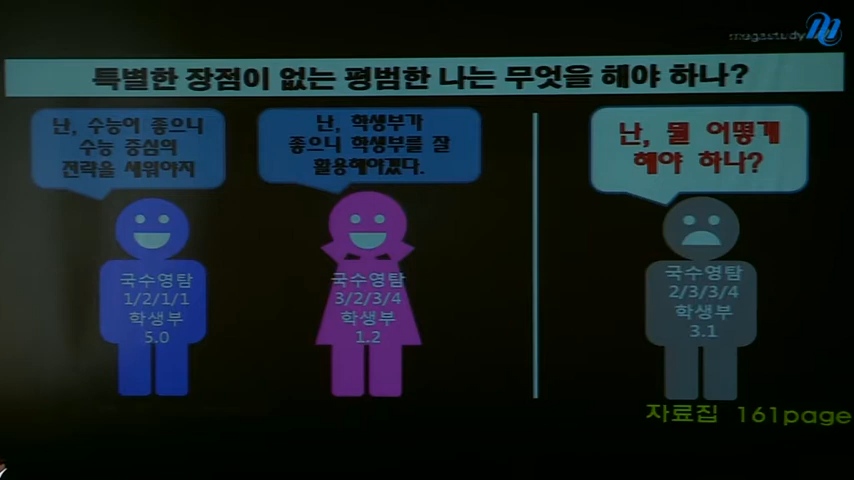 megastudy
특별한 장점이 없는 평범한 나는 무엇을 해야 하나?
난, 수능이 좋으니
수능 중심의
전략을 세워야지
난, 학생부가
좋으니 학생부를 잘
활용해야겠다.
난, 뭘 어떻게
해야 하나?
국수영탐
1/2/1/1
학생부
5.0
국수영탐
3/2/3/4
학생부
1.2
국수영탐
2/3/3/4
학생부
3.1
자료집 161page